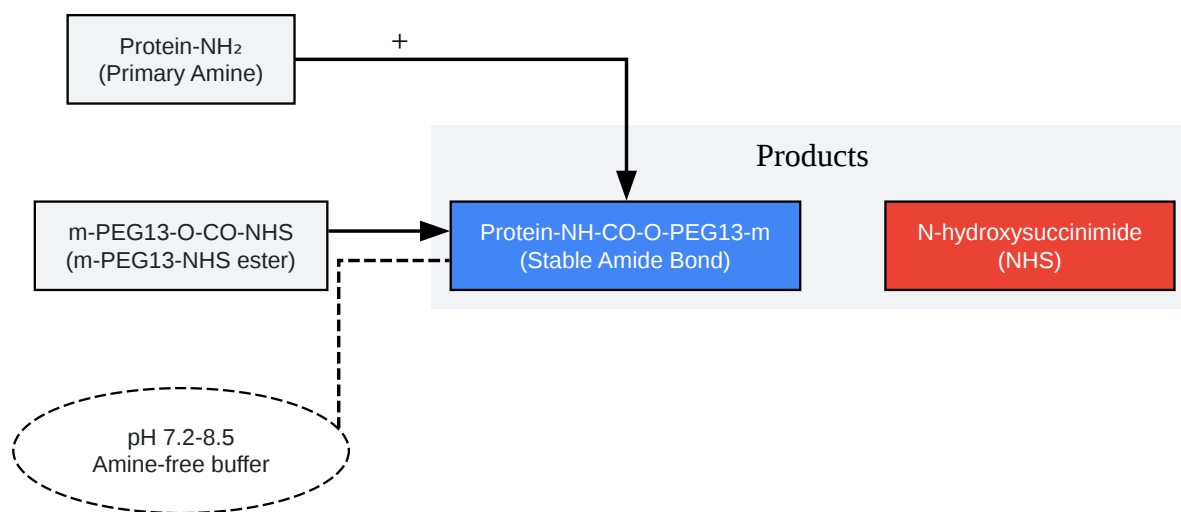 Protein-NH₂
(Primary Amine)
+
Products
m-PEG13-O-CO-NHS
(m-PEG13-NHS ester)
Protein-NH-CO-O-PEG13-m
(Stable Amide Bond)
N-hydroxysuccinimide
(NHS)
pH 7.2-8.5
Amine-free buffer